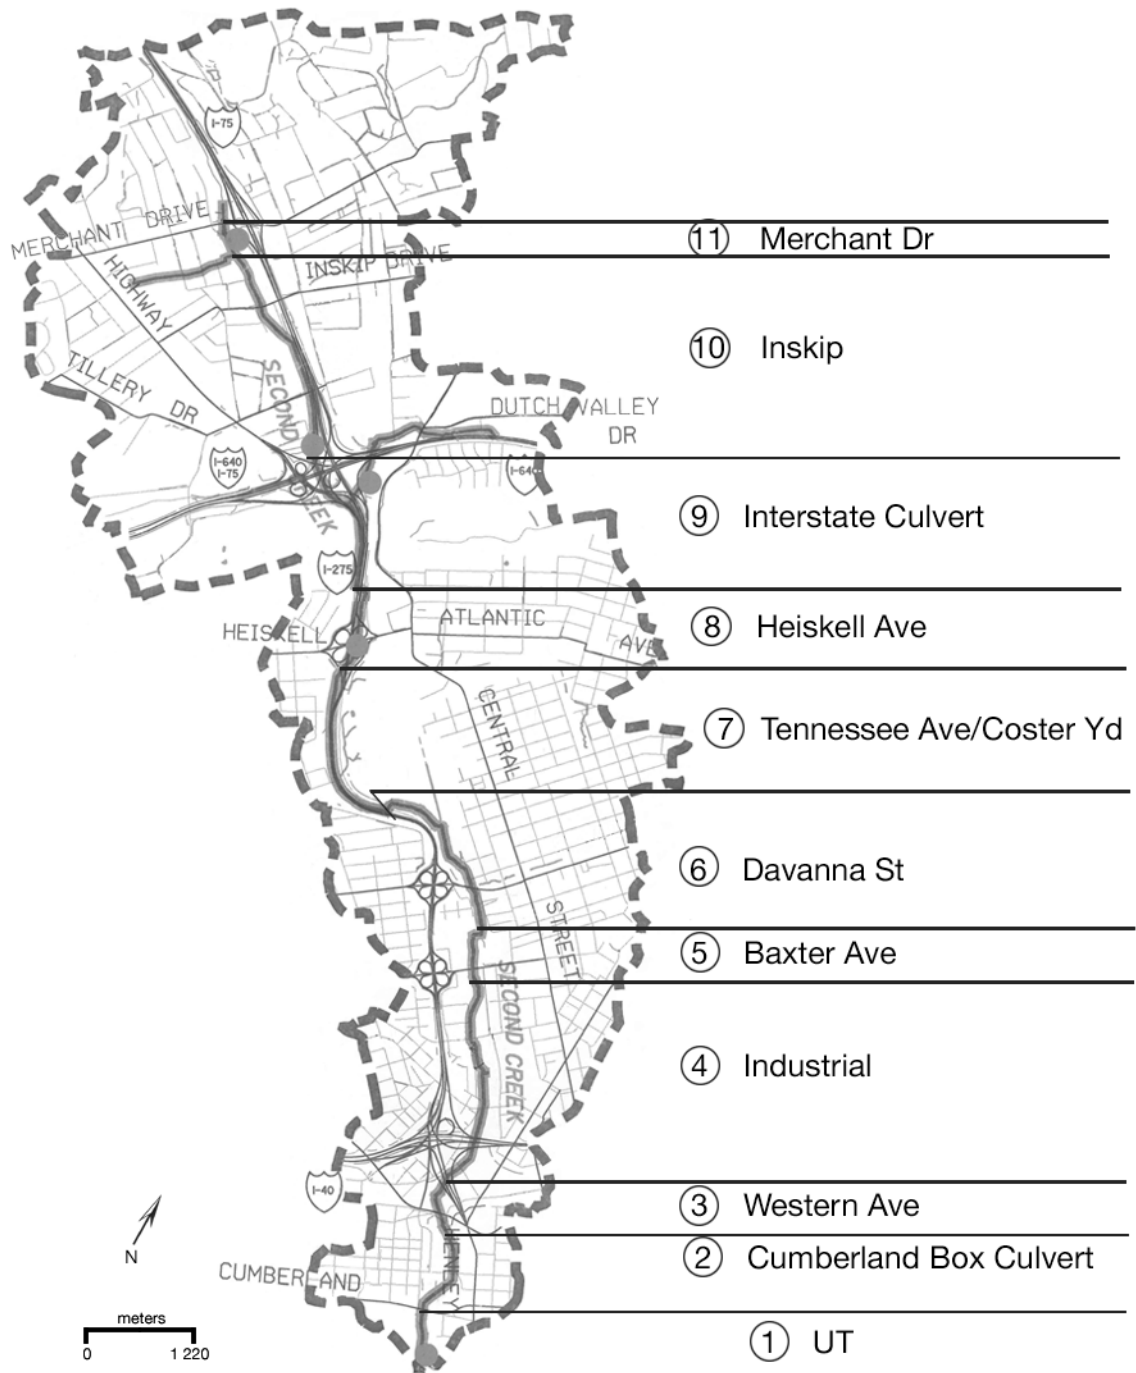 I-75
MERCHANT DRIVE
11 Merchant Dr
INSKIP DRIVE
HIGHWAY
10 Inskip
TILLERY DR
SECOND CREEK
DUTCH VALLEY DR
I-640
I-75
I-640
9 Interstate Culvert
I-275
HEISKELL
ATLANTIC AVE
8 Heiskell Ave
CENTRAL STREET
7 Tennessee Ave/Coster Yd
6 Davanna St
5 Baxter Ave
SECOND CREEK
4 Industrial
I-40
3 Western Ave
N
HENLEY
2 Cumberland Box Culvert
CUMBERLAND
meters
0 1 220
1 UT